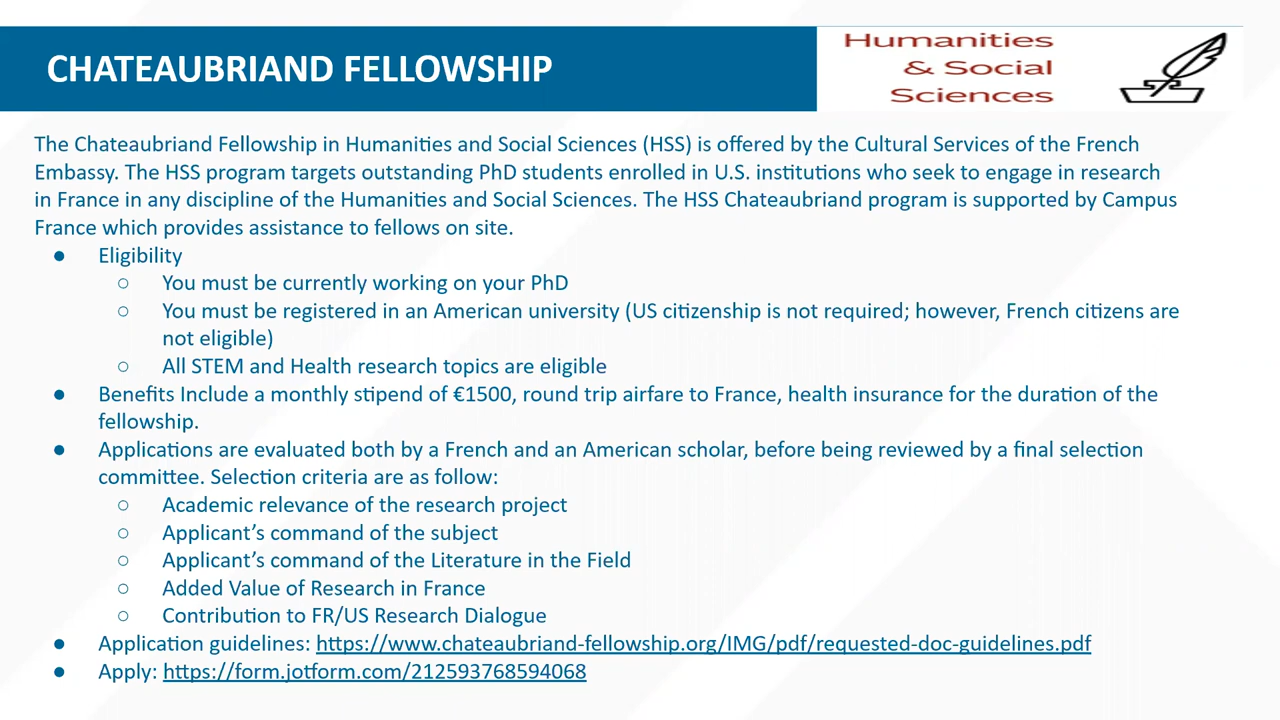 CHATEAUBRIAND FELLOWSHIP
Humanities
& Social
Sciences
The Chateaubriand Fellowship in Humanities and Social Sciences (HSS) is offered by the Cultural Services of the French
Embassy. The HSS program targets outstanding PhD students enrolled in U.S. institutions who seek to engage in research
in France in any discipline of the Humanities and Social Sciences. The HSS Chateaubriand program is supported by Campus
France which provides assistance to fellows on site.
● Eligibility
○ You must be currently working on your PhD
○ You must be registered in an American university (US citizenship is not required; however, French citizens are
not eligible)
○ All STEM and Health research topics are eligible
● Benefits Include a monthly stipend of €1500, round trip airfare to France, health insurance for the duration of the
fellowship.
● Applications are evaluated both by a French and an American scholar, before being reviewed by a final selection
committee. Selection criteria are as follow:
○ Academic relevance of the research project
○ Applicant’s command of the subject
○ Applicant’s command of the Literature in the Field
○ Added Value of Research in France
○ Contribution to FR/US Research Dialogue
● Application guidelines: https://www.chateaubriand-fellowship.org/IMG/pdf/requested-doc-guidelines.pdf
● Apply: https://form.jotform.com/212593768594068